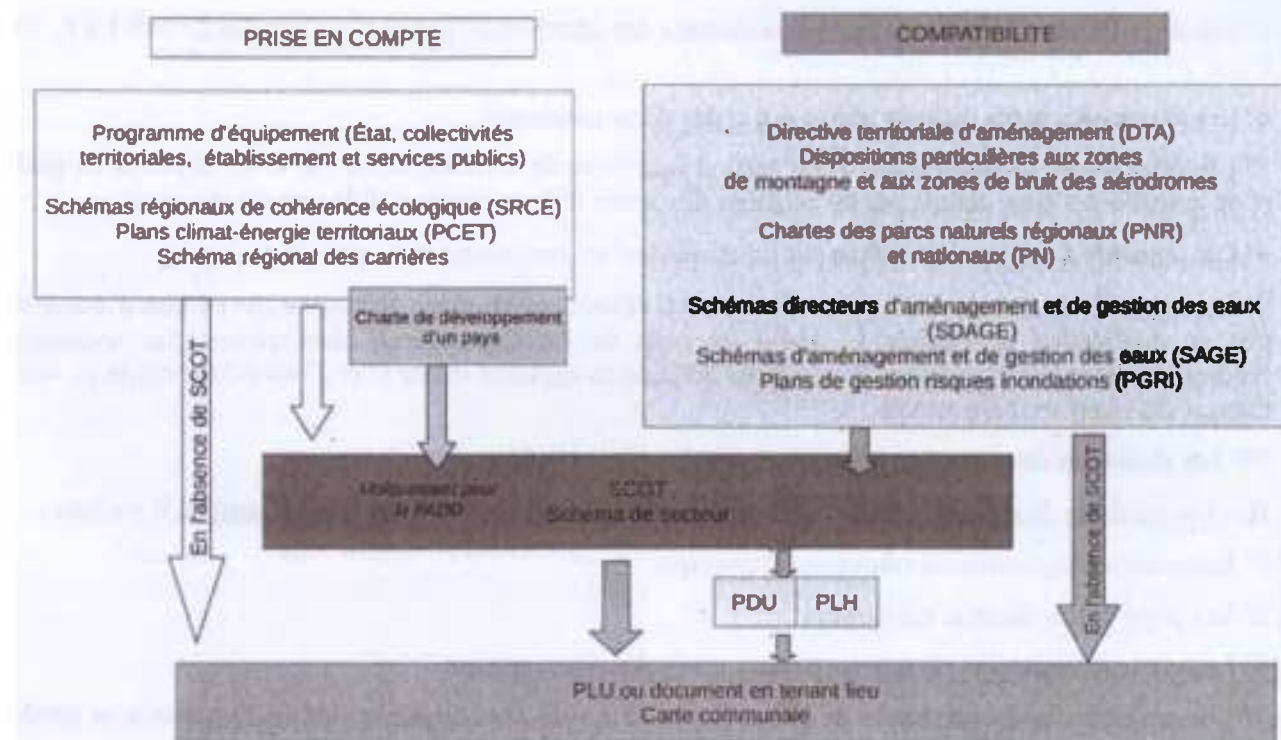 PRISE EN COMPTE
COMPATIBILITE
Programme d'équipement (État, collectivités
territoriales, établissement et services publics)
Schémas régionaux de cohérence écologique (SRCE)
Plans climat-énergie territoriaux (PCET)
Schéma régional des carrières
Directive territoriale d'aménagement (DTA)
Dispositions particulières aux zones
de montagne et aux zones de bruit des aérodromes
Chartes des parcs naturels régionaux (PNR)
et nationaux (PN)
Schémas directeurs d'aménagement et de gestion des eaux
(SDAGE)
Schémas d'aménagement et de gestion des eaux (SAGE)
Plans de gestion risques inondations (PGRI)
Charte de développement
d'un pays
En l'absence de SCOT
En l'absence de SCOT
Uniquement pour
le PADD
SCOT
Schéma de secteur
PDU
PLH
PLU ou document en tenant lieu
Carte communale